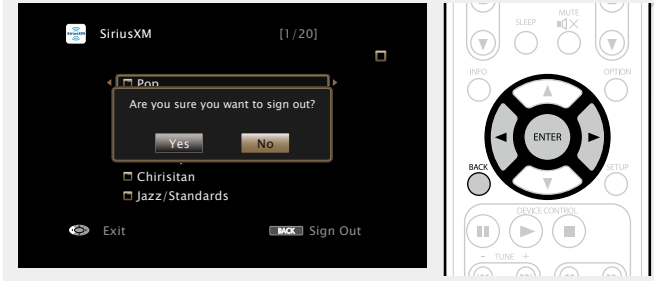 SiriusXM [1/20]
Pop
Are you sure you want to sign out?
Yes No
Chirisitan
Jazz/Standards
Exit BACK Sign Out
MUTE
SLEEP
INFO OPTION
ENTER
BACK SETUP
DEVICE CONTROL
- TUNE +